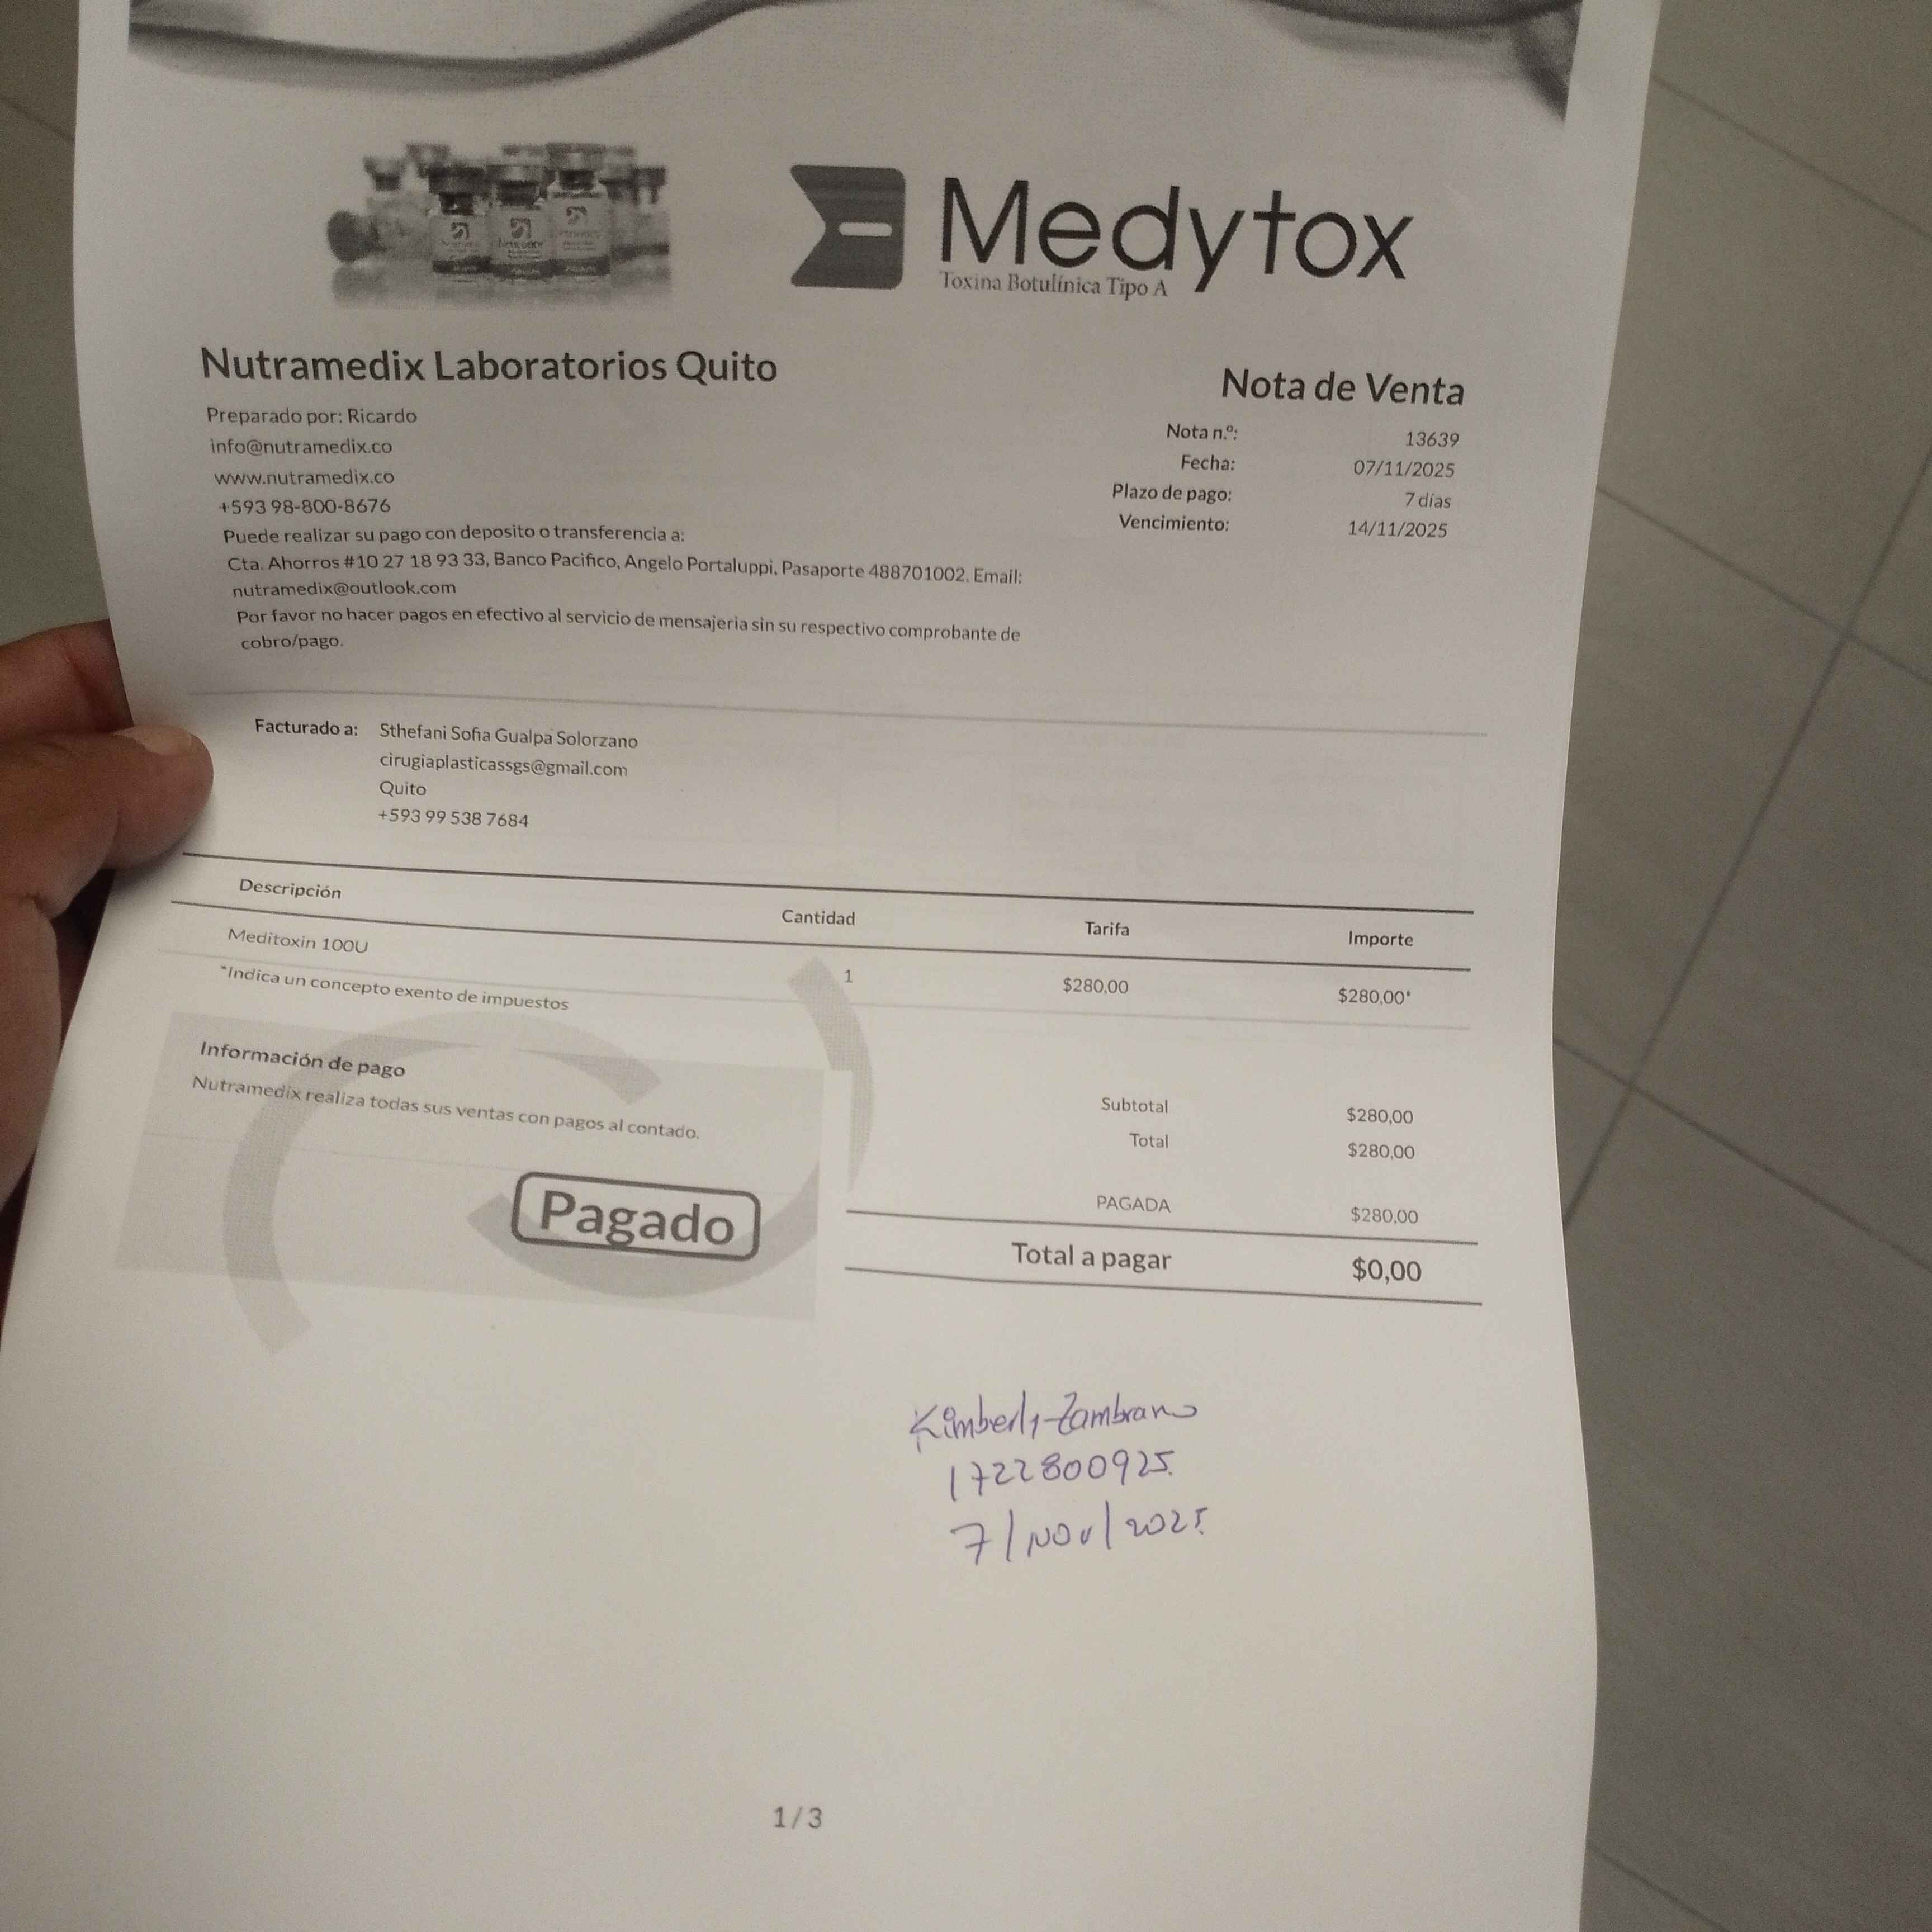 Medytox
Toxina Botulínica Tipo A
Nutramedix Laboratorios Quito
Preparado por: Ricardo
info@nutramedix.co
www.nutramedix.co
+593 98-800-8676
Puede realizar su pago con deposito o transferencia a:
Cta. Ahorros #10 27 18 93 33, Banco Pacifico, Angelo Portaluppi, Pasaporte 488701002. Email:
nutramedix@outlook.com
Por favor no hacer pagos en efectivo al servicio de mensajeria sin su respectivo comprobante de
cobro/pago.
Nota de Venta
Nota n.º: 13639
Fecha: 07/11/2025
Plazo de pago: 7 días
Vencimiento: 14/11/2025
Facturado a: Sthefani Sofia Gualpa Solorzano
cirugiaplasticassgs@gmail.com
Quito
+593 99 538 7684
Descripción Cantidad Tarifa Importe
Meditoxin 100U 1 $280,00 $280,00*
*Indica un concepto exento de impuestos
Información de pago
Nutramedix realiza todas sus ventas con pagos al contado.
Pagado
Subtotal $280,00
Total $280,00
PAGADA $280,00
Total a pagar $0,00
Kimberly Zambrano
1722800925
7/Nov/2025
1 / 3